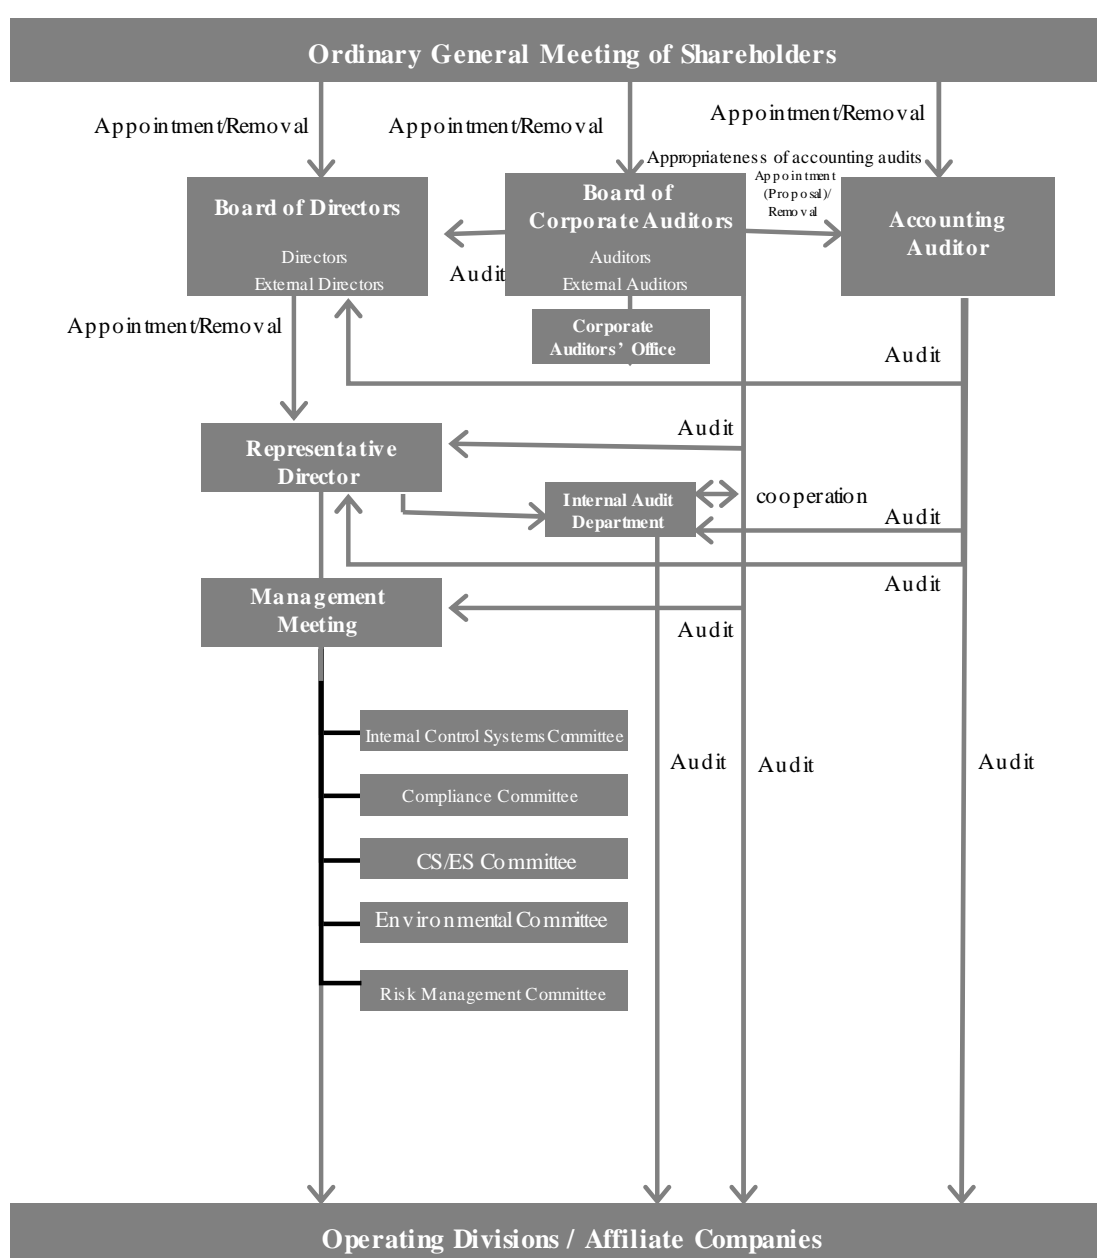 Ordinary General Meeting of Shareholders
Appointment/Removal
Appointment/Removal
Appointment/Removal
Appropriateness of accounting audits
Appointment
(Proposal)/
Removal
Board of Directors
Directors
External Directors
Board of
Corporate Auditors
Auditors
External Auditors
Accounting
Auditor
Audit
Corporate
Auditors’ Office
Appointment/Removal
Audit
Representative
Director
Audit
Internal Audit
Department
cooperation
Audit
Audit
Management
Meeting
Audit
Internal Control Systems Committee
Compliance Committee
CS/ES Committee
Environmental Committee
Risk Management Committee
Audit
Audit
Audit
Operating Divisions / Affiliate Companies